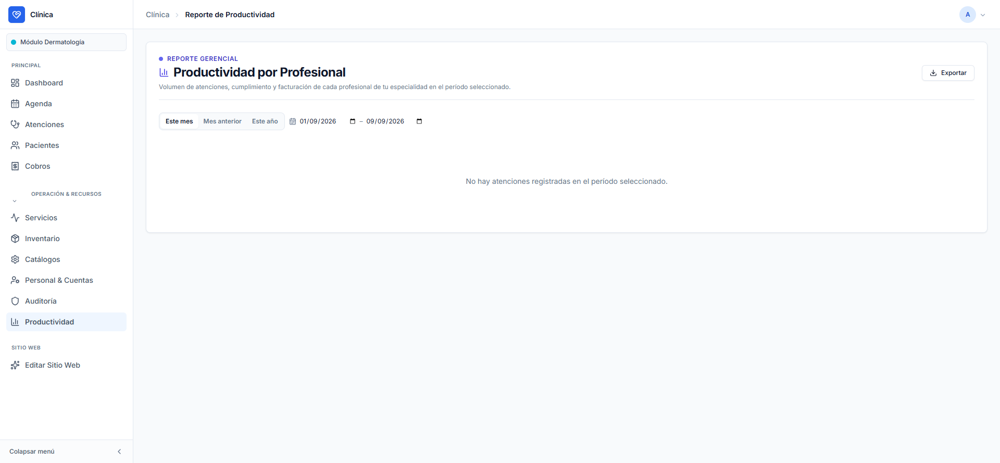 Clínica
Módulo Dermatología
PRINCIPAL
Dashboard
Agenda
Atenciones
Pacientes
Cobros
OPERACIÓN & RECURSOS
Servicios
Inventario
Catálogos
Personal & Cuentas
Auditoría
Productividad
SITIO WEB
Editar Sitio Web
Colapsar menú
Clínica > Reporte de Productividad
A
REPORTE GERENCIAL
Productividad por Profesional
Volumen de atenciones, cumplimiento y facturación de cada profesional de tu especialidad en el período seleccionado.
Exportar
Este mes Mes anterior Este año 01/09/2026 – 09/09/2026
No hay atenciones registradas en el período seleccionado.